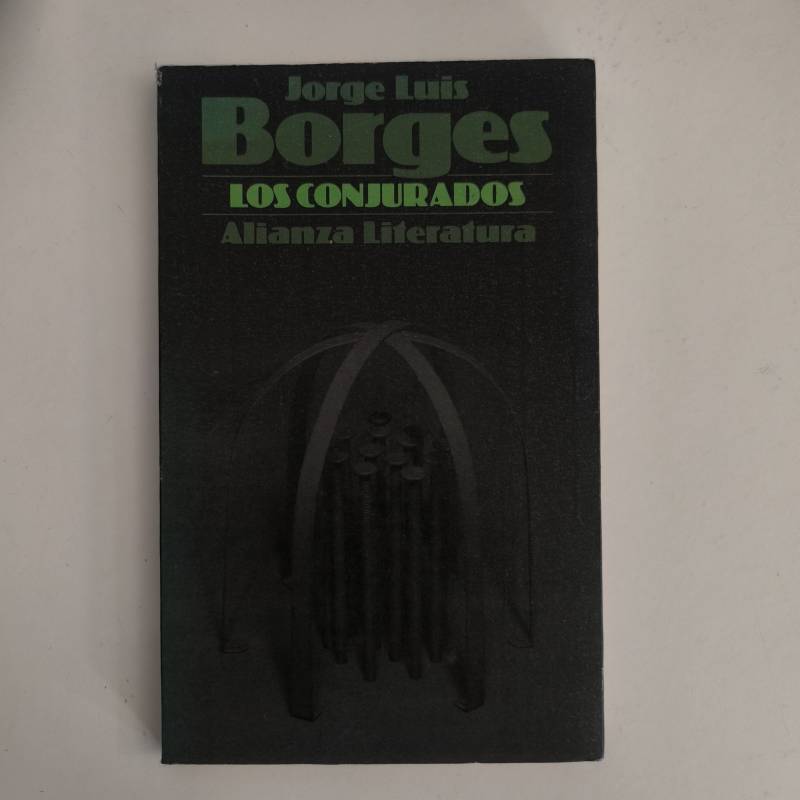 Jorge Luis
Borges
LOS CONJURADOS
Alianza Literatura